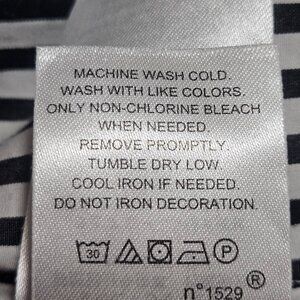 MACHINE WASH COLD.
WASH WITH LIKE COLORS.
ONLY NON-CHLORINE BLEACH
WHEN NEEDED.
REMOVE PROMPTLY.
TUMBLE DRY LOW.
COOL IRON IF NEEDED.
DO NOT IRON DECORATION.
30 P
n°1529 ®